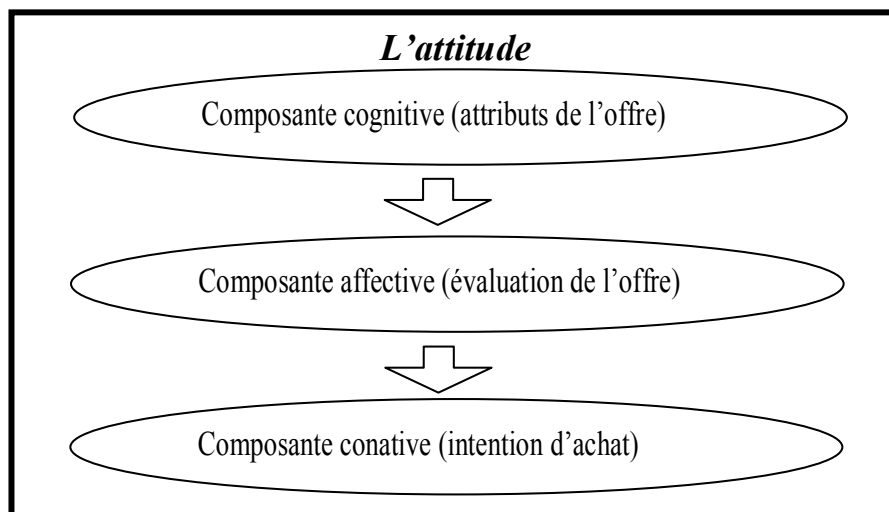 L’attitude
Composante cognitive (attributs de l’offre)
Composante affective (évaluation de l’offre)
Composante conative (intention d’achat)